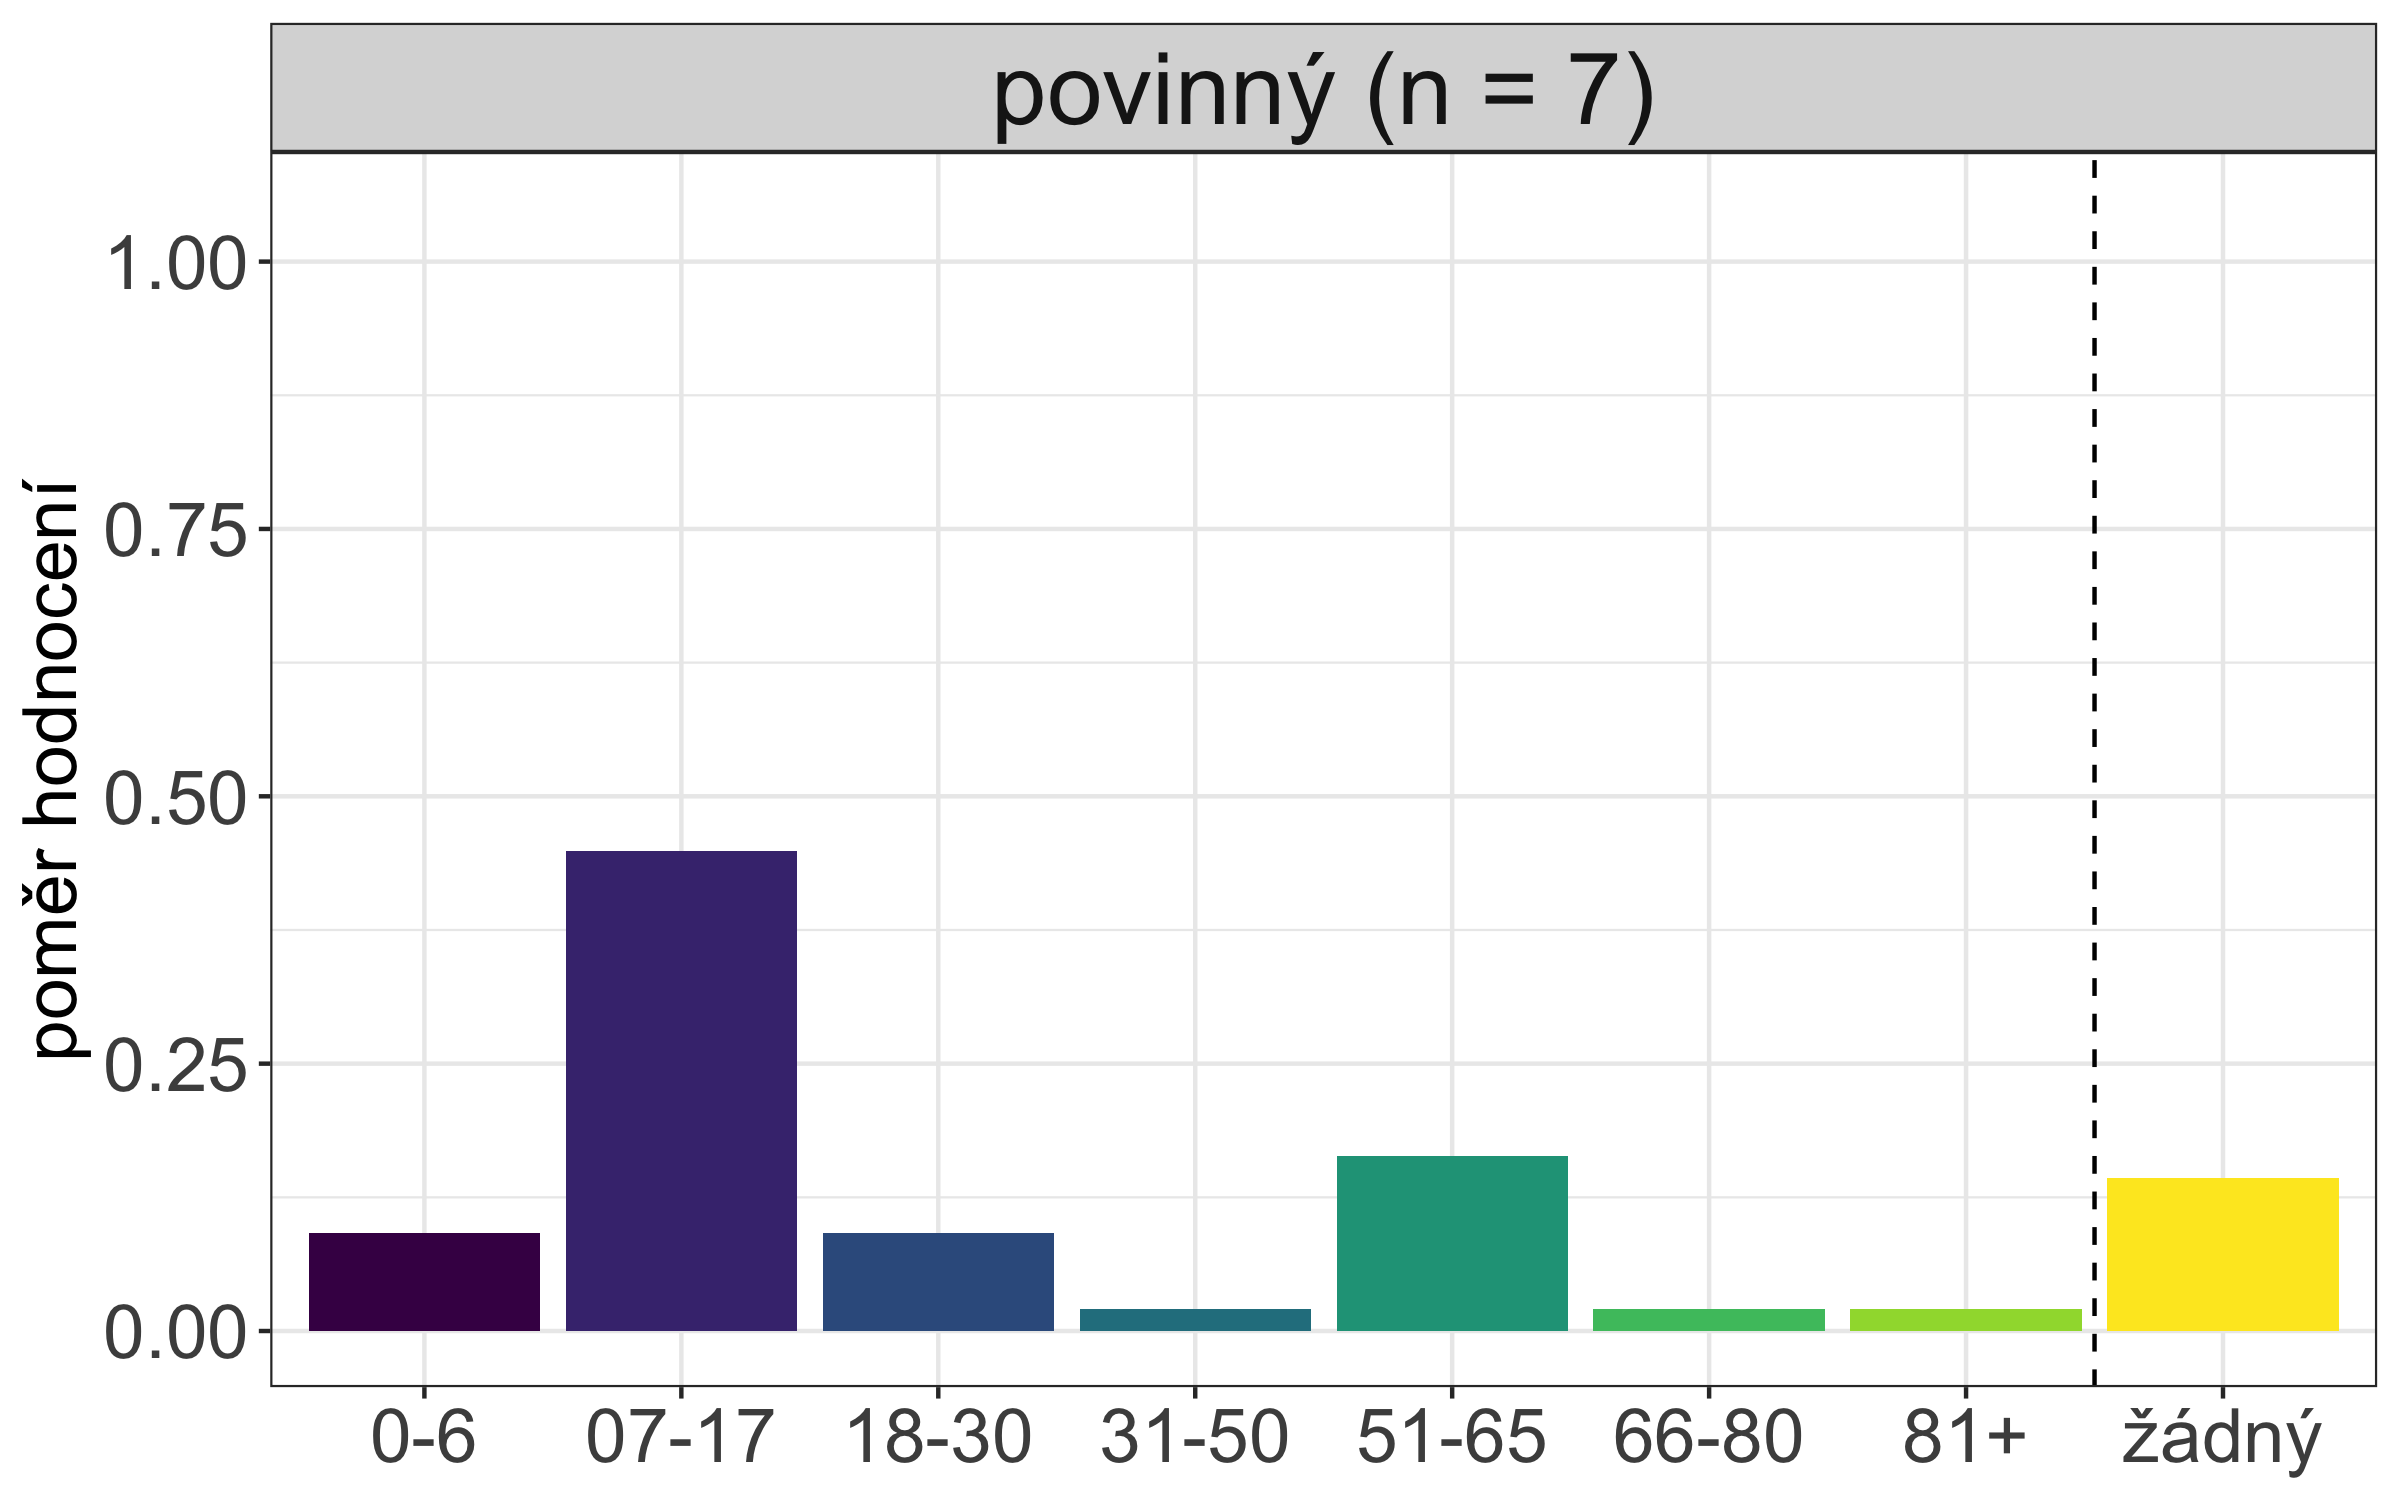 povinný (n = 7)
poměr hodnocení
1.00
0.75
0.50
0.25
0.00
0-6 07-17 18-30 31-50 51-65 66-80 81+ žádný